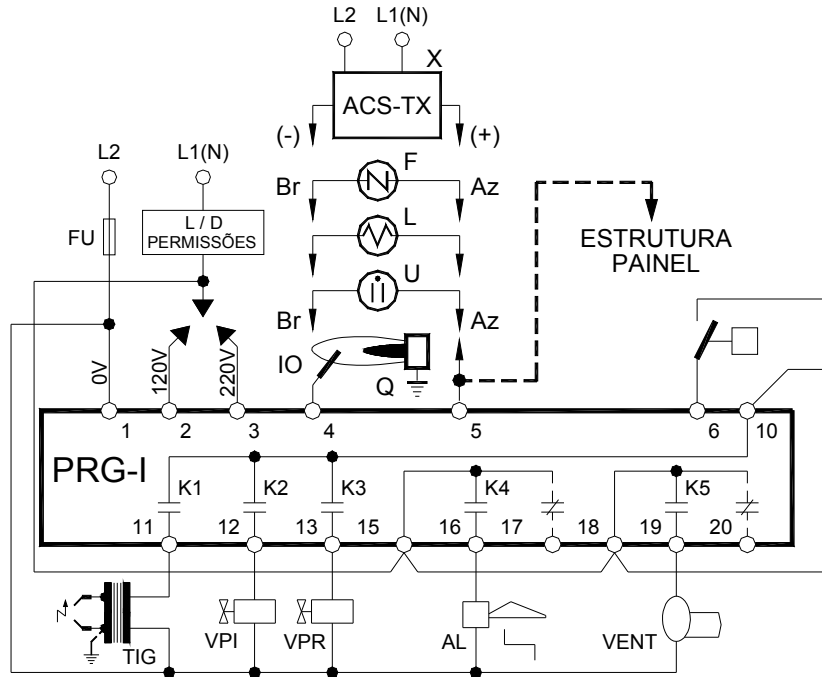 L2 L1(N)
X
ACS-TX
(-) (+)
L2 L1(N)
F
Br Az
FU
L / D
PERMISSÕES
L
ESTRUTURA
PAINEL
U
Br Az
IO
Q
0V 120V 220V
1 2 3 4 5 6 10
PRG-I
K1 K2 K3 K4 K5
11 12 13 15 16 17 18 19 20
TIG VPI VPR AL VENT